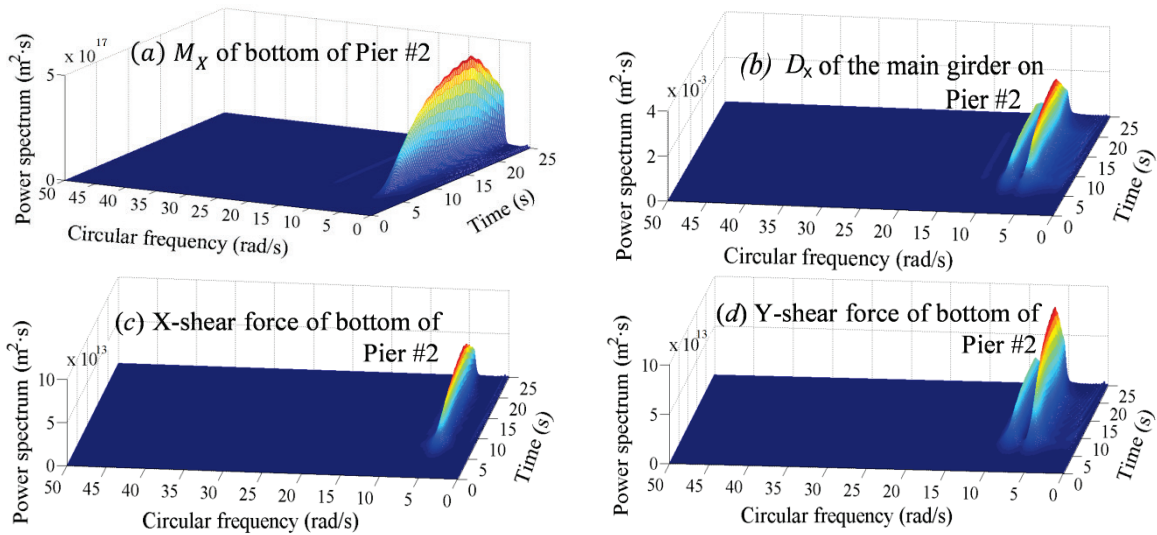 (a) M_X of bottom of Pier #2
x 10^17
Power spectrum (m²·s)
5
0
50 45 40 35 30 25 20 15 10 5 0
Circular frequency (rad/s)
0 5 10 15 20 25
Time (s)
(b) D_x of the main girder on
Pier #2
x 10^-3
Power spectrum (m²·s)
4
2
0
50 45 40 35 30 25 20 15 10 5 0
Circular frequency (rad/s)
0 5 10 15 20 25
Time (s)
(c) X-shear force of bottom of
Pier #2
x 10^13
Power spectrum (m²·s)
10
5
0
50 45 40 35 30 25 20 15 10 5 0
Circular frequency (rad/s)
0 5 10 15 20 25
Time (s)
(d) Y-shear force of bottom of
Pier #2
x 10^13
Power spectrum (m²·s)
10
5
0
50 45 40 35 30 25 20 15 10 5 0
Circular frequency (rad/s)
0 5 10 15 20 25
Time (s)